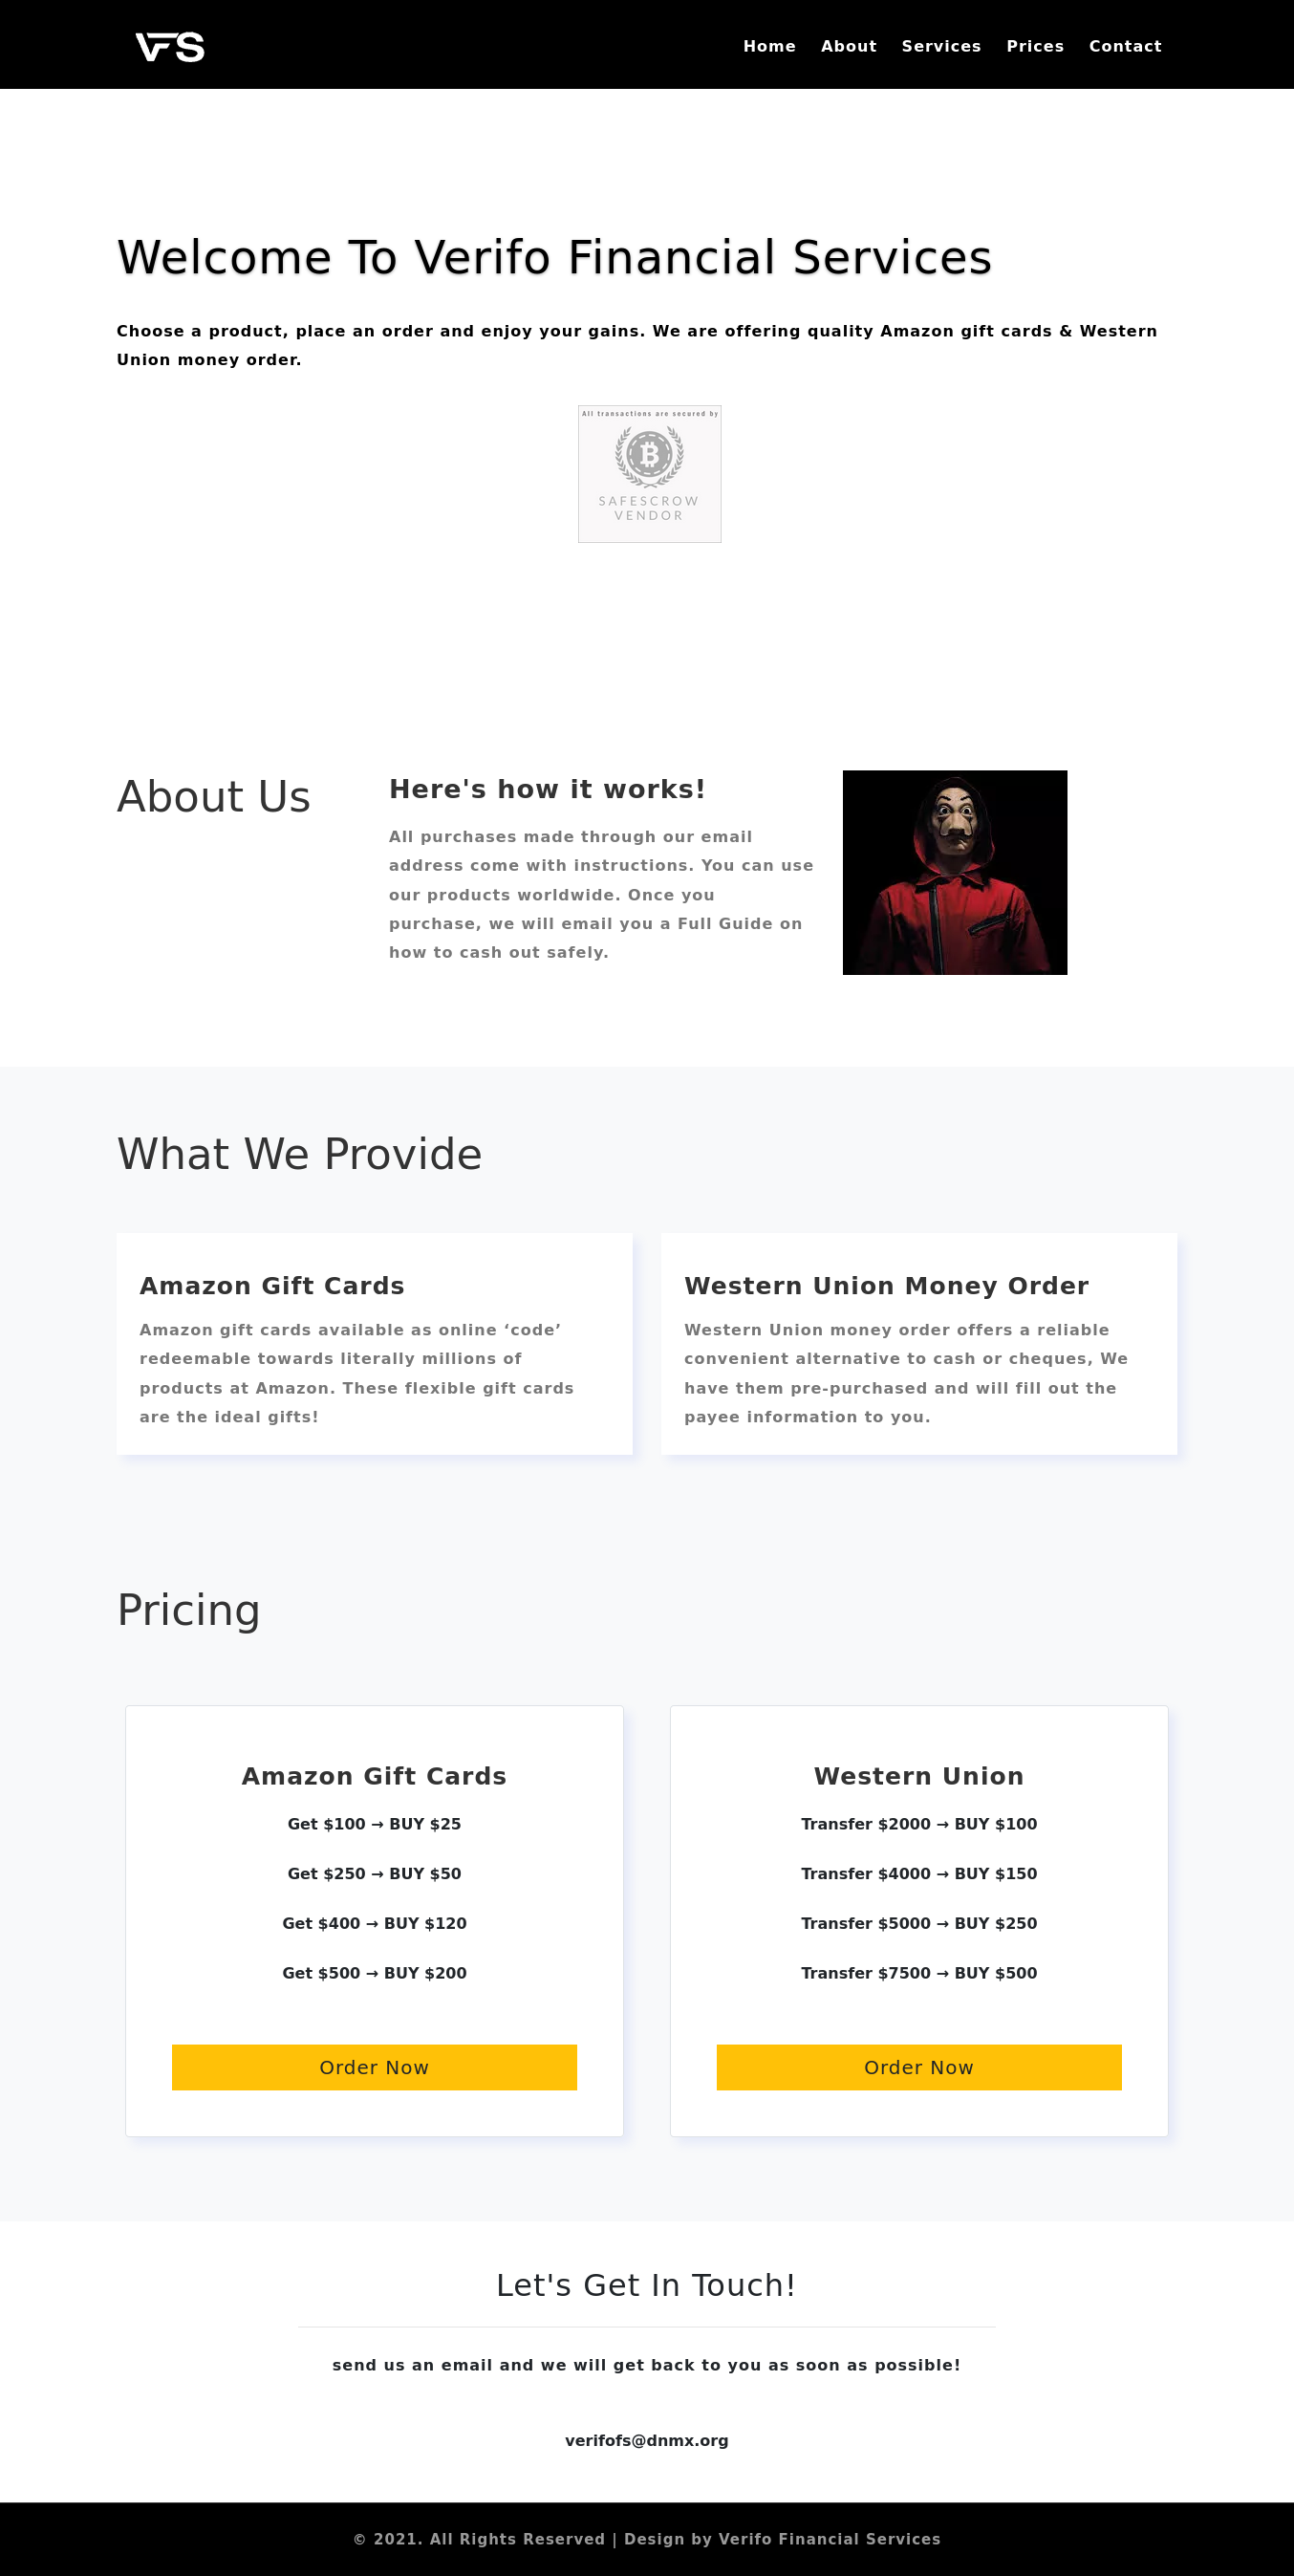 VFS
Home About Services Prices Contact
Welcome To Verifo Financial Services
Choose a product, place an order and enjoy your gains. We are offering quality Amazon gift cards & Western
Union money order.
All transactions are secured by
SAFESCROW
VENDOR
About Us
Here's how it works!
All purchases made through our email
address come with instructions. You can use
our products worldwide. Once you
purchase, we will email you a Full Guide on
how to cash out safely.
What We Provide
Amazon Gift Cards
Amazon gift cards available as online ‘code’
redeemable towards literally millions of
products at Amazon. These flexible gift cards
are the ideal gifts!
Western Union Money Order
Western Union money order offers a reliable
convenient alternative to cash or cheques, We
have them pre-purchased and will fill out the
payee information to you.
Pricing
Amazon Gift Cards
Get $100 → BUY $25
Get $250 → BUY $50
Get $400 → BUY $120
Get $500 → BUY $200
Order Now
Western Union
Transfer $2000 → BUY $100
Transfer $4000 → BUY $150
Transfer $5000 → BUY $250
Transfer $7500 → BUY $500
Order Now
Let's Get In Touch!
send us an email and we will get back to you as soon as possible!
verifofs@dnmx.org
© 2021. All Rights Reserved | Design by Verifo Financial Services